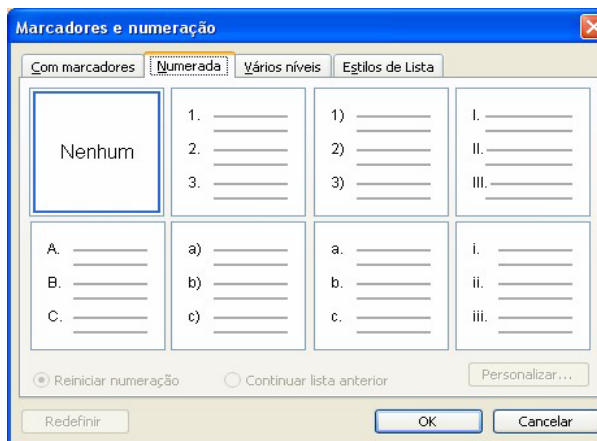 Marcadores e numeração
Com marcadores Numerada Vários níveis Estilos de Lista
Nenhum
1.
2.
3.
1)
2)
3)
I.
II.
III.
A.
B.
C.
a)
b)
c)
a.
b.
c.
i.
ii.
iii.
Reiniciar numeração Continuar lista anterior Personalizar...
Redefinir OK Cancelar